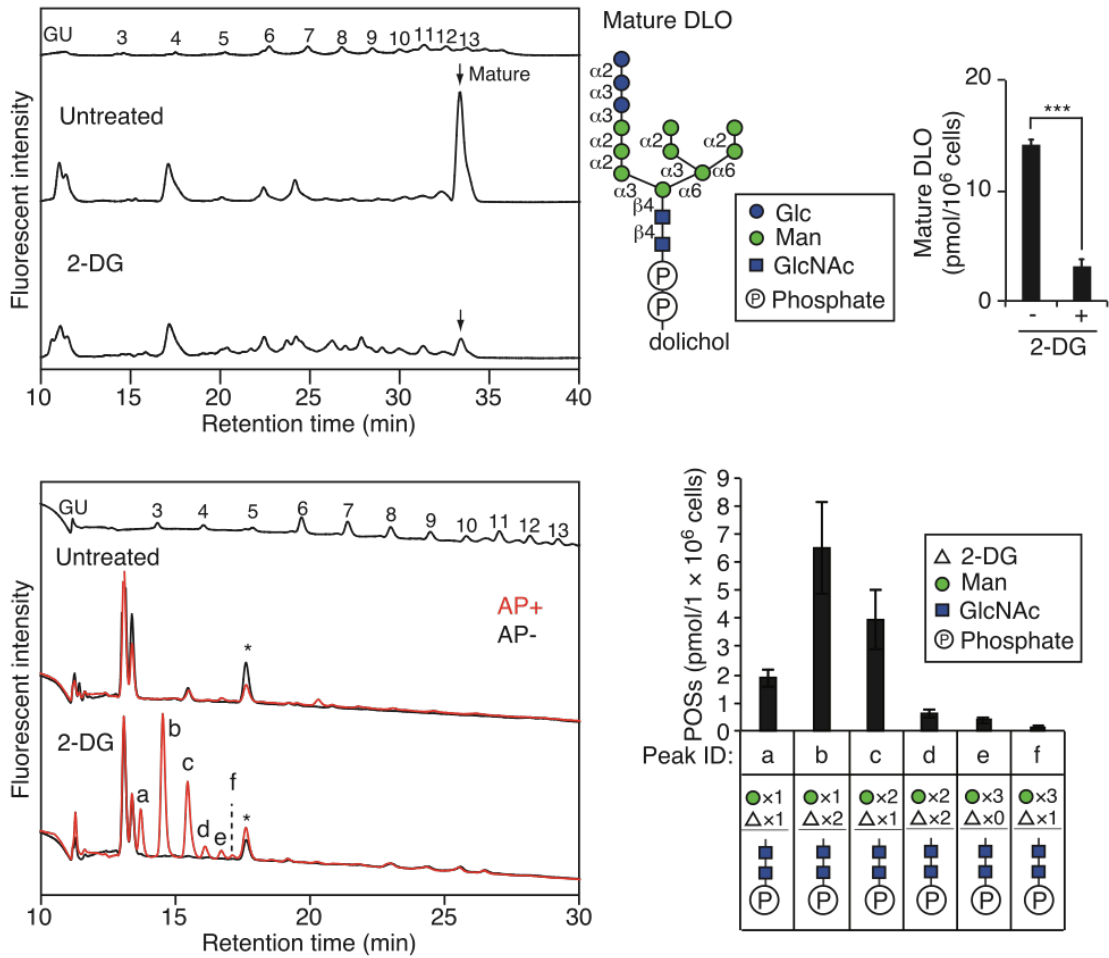 GU 3 4 5 6 7 8 9 10 11 12 13
Mature
Untreated
2-DG
Fluorescent intensity
10 15 20 25 30 35 40
Retention time (min)
Mature DLO
α2
α3
α3
α2 α2 α2
α2 α3 α6
α3 α6
β4
β4
P
P
dolichol
Glc
Man
GlcNAc
P Phosphate
Mature DLO
(pmol/10⁶ cells)
20
10
0
***
- +
2-DG
GU 3 4 5 6 7 8 9 10 11 12 13
Untreated
AP+
AP-
*
2-DG
a b c d e f *
Fluorescent intensity
10 15 20 25 30
Retention time (min)
POSs (pmol/1 × 10⁶ cells)
9
8
7
6
5
4
3
2
1
0
2-DG
Man
GlcNAc
P Phosphate
Peak ID: a b c d e f
×1 ×1 ×2 ×2 ×3 ×3
×1 ×2 ×1 ×2 ×0 ×1
P P P P P P